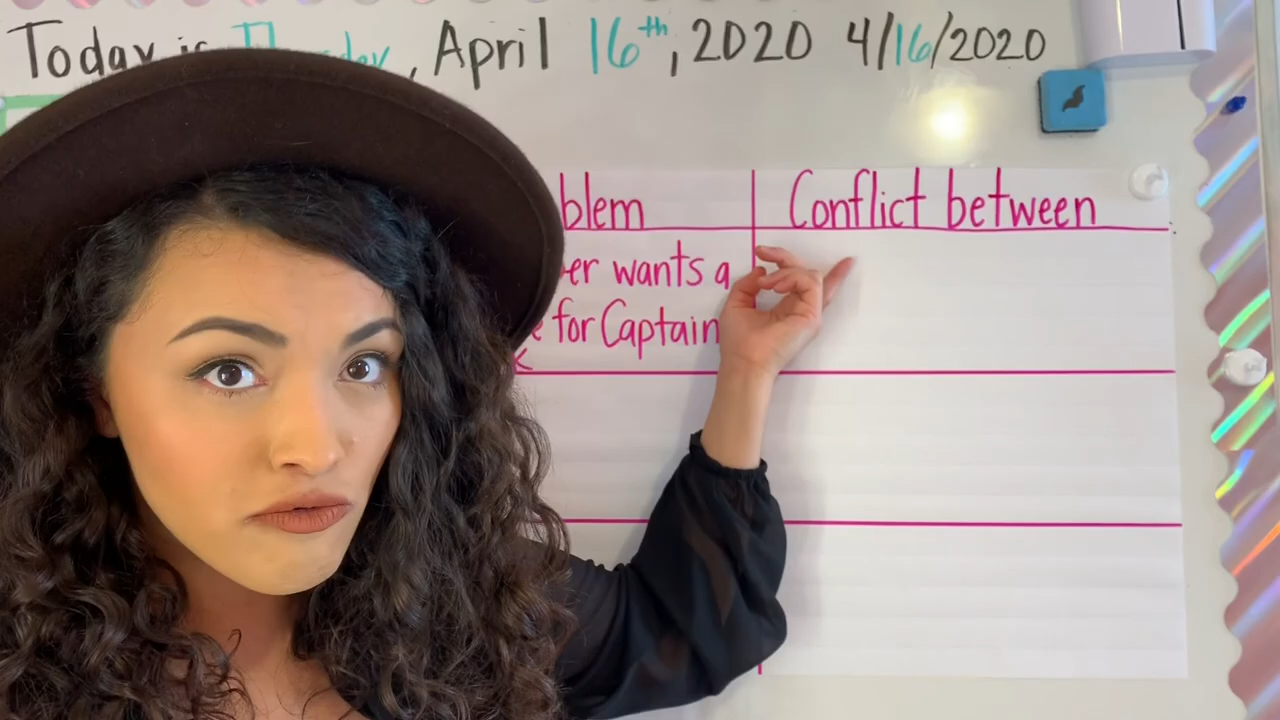 Today is Thursday, April 16th, 2020 4/16/2020
blem Conflict between
er wants a
for Captain